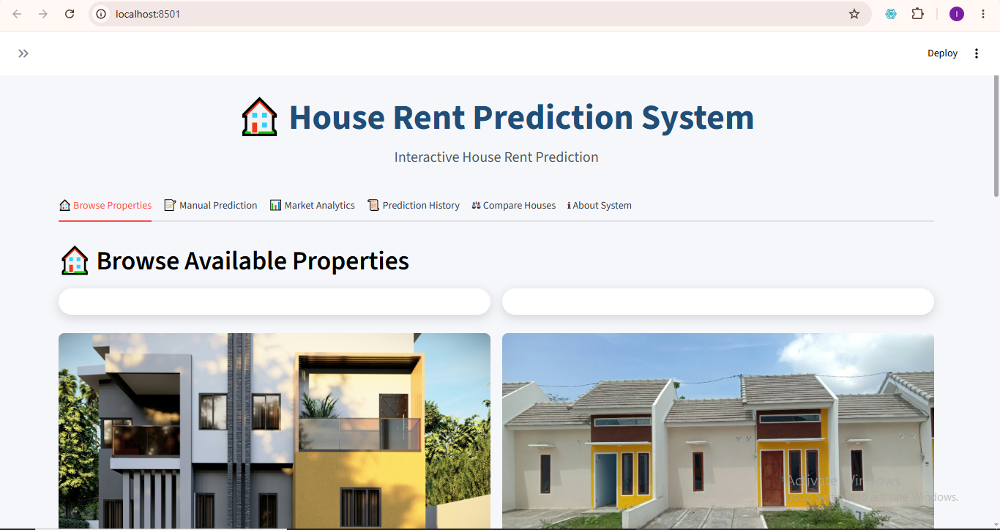 localhost:8501
I
Deploy
House Rent Prediction System
Interactive House Rent Prediction
Browse Properties
Manual Prediction
Market Analytics
Prediction History
Compare Houses
ℹ About System
Browse Available Properties
Activate Windows
Go to Settings to activate Windows.